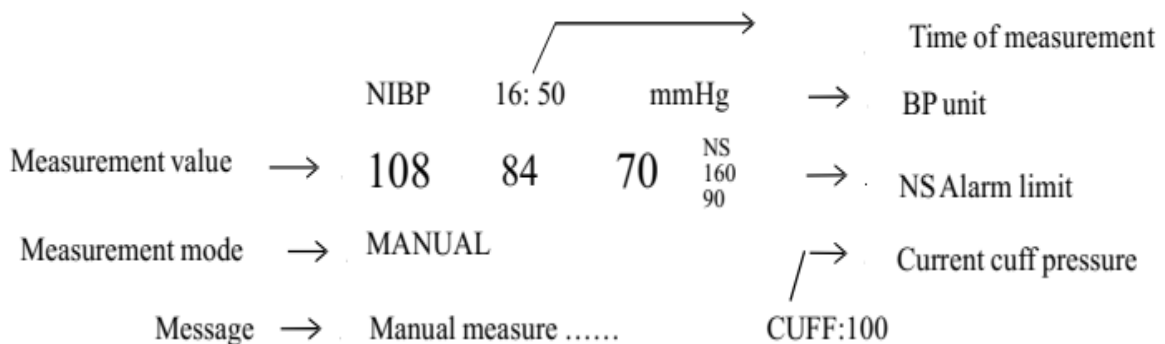 Time of measurement
NIBP 16: 50 mmHg BP unit
Measurement value 108 84 70 NS 160 90 NS Alarm limit
Measurement mode MANUAL Current cuff pressure
Message Manual measure ...... CUFF:100